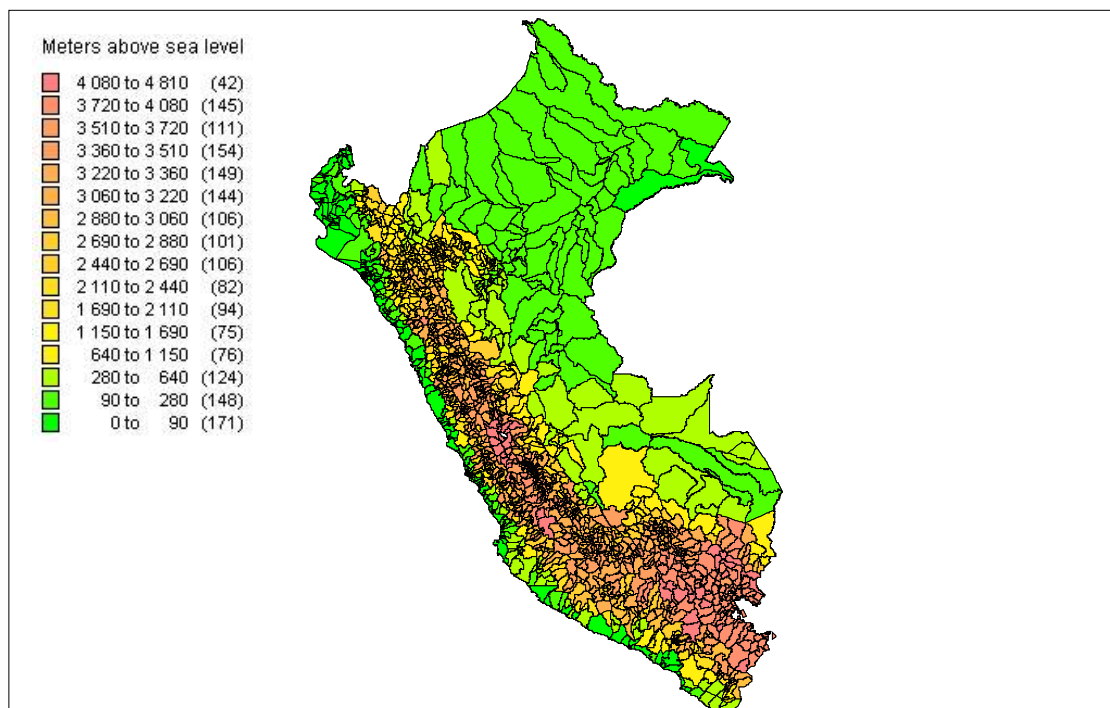 Meters above sea level
4 080 to 4 810 (42)
3 720 to 4 080 (145)
3 510 to 3 720 (111)
3 360 to 3 510 (154)
3 220 to 3 360 (149)
3 060 to 3 220 (144)
2 880 to 3 060 (106)
2 690 to 2 880 (101)
2 440 to 2 690 (106)
2 110 to 2 440 (82)
1 690 to 2 110 (94)
1 150 to 1 690 (75)
640 to 1 150 (76)
280 to 640 (124)
90 to 280 (148)
0 to 90 (171)